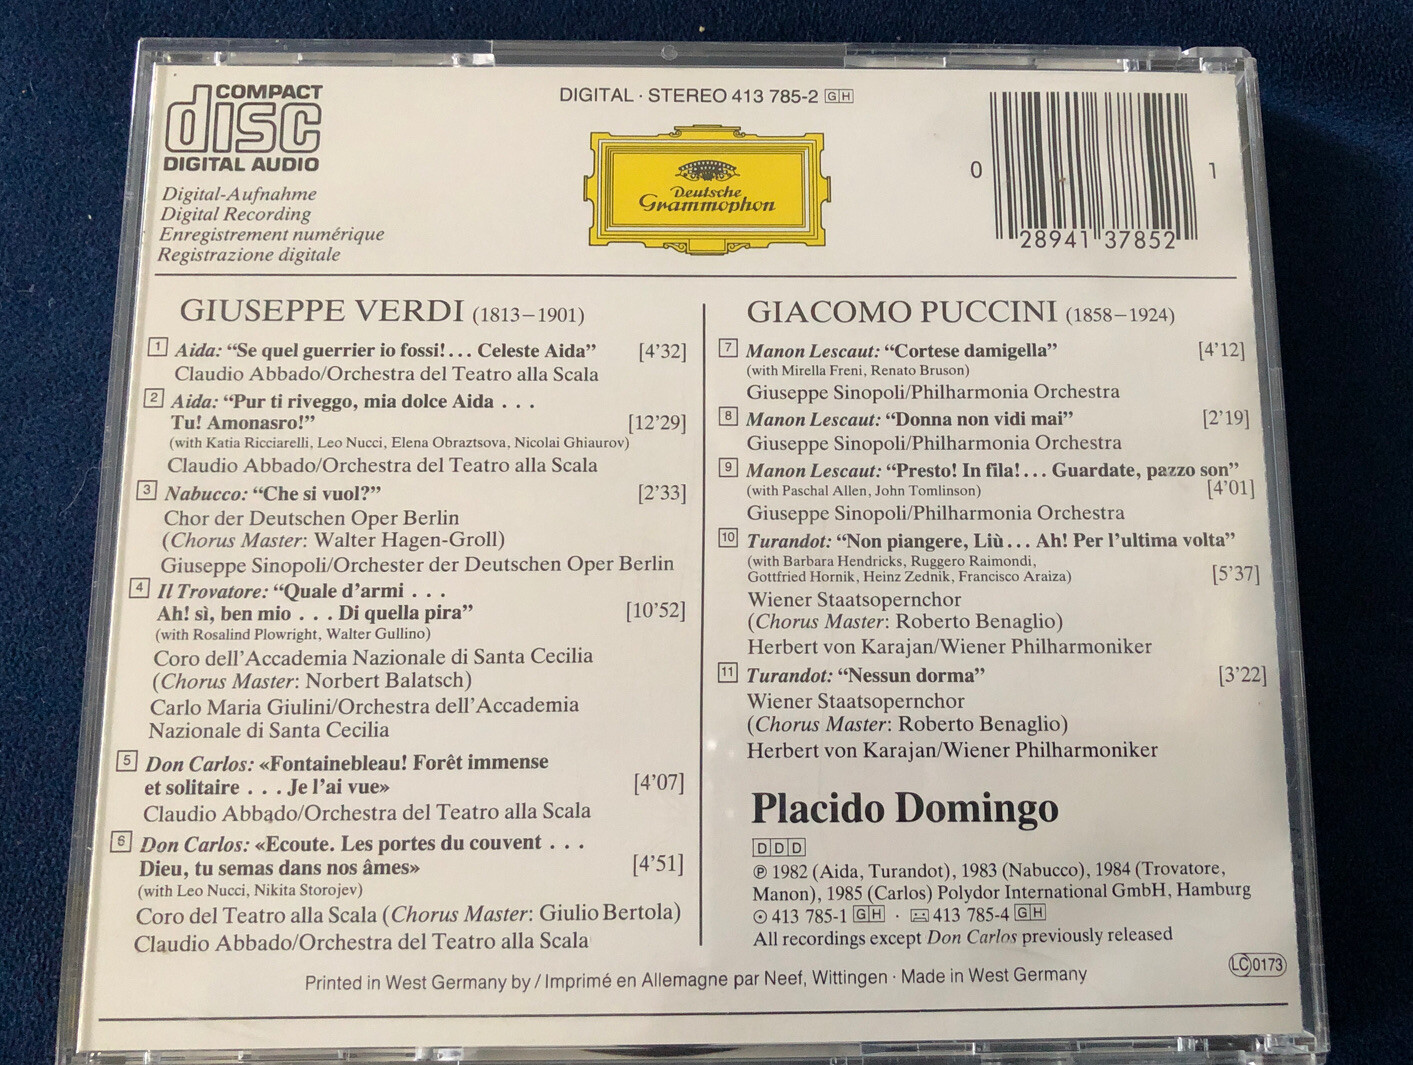 COMPACT
disc
DIGITAL AUDIO
Digital-Aufnahme
Digital Recording
Enregistrement numérique
Registrazione digitale
DIGITAL · STEREO 413 785-2 GH
Deutsche
Grammophon
0 28941 37852 1
GIUSEPPE VERDI (1813–1901)
1 Aida: “Se quel guerrier io fossi!... Celeste Aida” [4’32]
Claudio Abbado/Orchestra del Teatro alla Scala
2 Aida: “Pur ti riveggo, mia dolce Aida . . .
Tu! Amonasro!” [12’29]
(with Katia Ricciarelli, Leo Nucci, Elena Obraztsova, Nicolai Ghiaurov)
Claudio Abbado/Orchestra del Teatro alla Scala
3 Nabucco: “Che si vuol?” [2’33]
Chor der Deutschen Oper Berlin
(Chorus Master: Walter Hagen-Groll)
Giuseppe Sinopoli/Orchester der Deutschen Oper Berlin
4 Il Trovatore: “Quale d’armi . . .
Ah! sì, ben mio . . . Di quella pira” [10’52]
(with Rosalind Plowright, Walter Gullino)
Coro dell’Accademia Nazionale di Santa Cecilia
(Chorus Master: Norbert Balatsch)
Carlo Maria Giulini/Orchestra dell’Accademia
Nazionale di Santa Cecilia
5 Don Carlos: «Fontainebleau! Forêt immense
et solitaire . . . Je l’ai vue» [4’07]
Claudio Abbado/Orchestra del Teatro alla Scala
6 Don Carlos: «Ecoute. Les portes du couvent . . .
Dieu, tu semas dans nos âmes» [4’51]
(with Leo Nucci, Nikita Storojev)
Coro del Teatro alla Scala (Chorus Master: Giulio Bertola)
Claudio Abbado/Orchestra del Teatro alla Scala
GIACOMO PUCCINI (1858–1924)
7 Manon Lescaut: “Cortese damigella” [4’12]
(with Mirella Freni, Renato Bruson)
Giuseppe Sinopoli/Philharmonia Orchestra
8 Manon Lescaut: “Donna non vidi mai” [2’19]
Giuseppe Sinopoli/Philharmonia Orchestra
9 Manon Lescaut: “Presto! In fila!... Guardate, pazzo son”
(with Paschal Allen, John Tomlinson) [4’01]
Giuseppe Sinopoli/Philharmonia Orchestra
10 Turandot: “Non piangere, Liù... Ah! Per l’ultima volta”
(with Barbara Hendricks, Ruggero Raimondi,
Gottfried Hornik, Heinz Zednik, Francisco Araiza) [5’37]
Wiener Staatsopernchor
(Chorus Master: Roberto Benaglio)
Herbert von Karajan/Wiener Philharmoniker
11 Turandot: “Nessun dorma” [3’22]
Wiener Staatsopernchor
(Chorus Master: Roberto Benaglio)
Herbert von Karajan/Wiener Philharmoniker
Placido Domingo
DDD
℗ 1982 (Aida, Turandot), 1983 (Nabucco), 1984 (Trovatore,
Manon), 1985 (Carlos) Polydor International GmbH, Hamburg
413 785-1 GH · 413 785-4 GH
All recordings except Don Carlos previously released
LC 0173
Printed in West Germany by / Imprimé en Allemagne par Neef, Wittingen · Made in West Germany